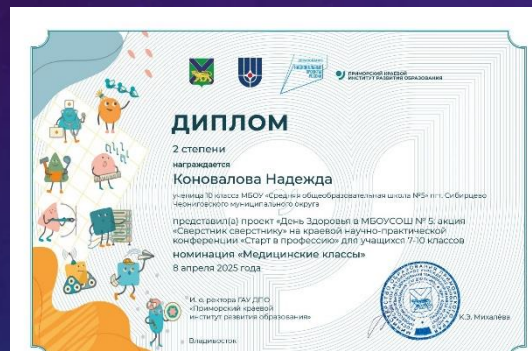 ПРИМОРСКИЙ КРАЕВОЙ
ИНСТИТУТ РАЗВИТИЯ ОБРАЗОВАНИЯ
НАЦИОНАЛЬНЫЕ
ПРОЕКТЫ
РОССИИ
ДИПЛОМ
2 степени
награждается
Коновалова Надежда
ученица 10 класса МБОУ «Средняя общеобразовательная школа №5» пгт. Сибирцево
Черниговского муниципального округа
представил(а) проект «День Здоровья в МБОУСОШ № 5: акция
«Сверстник сверстнику» на краевой научно-практической
конференции «Старт в профессию» для учащихся 7-10 классов
номинация «Медицинские классы»
8 апреля 2025 года
И. о. ректора ГАУ ДПО
«Приморский краевой
институт развития образования»
К.Э. Михалёва
Владивосток